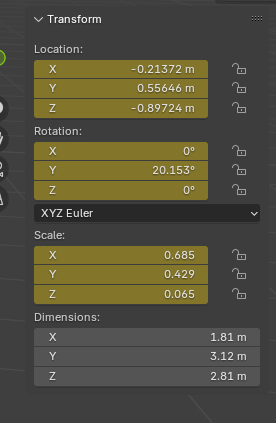 Transform
Location:
X -0.21372 m
Y 0.55646 m
Z -0.89724 m
Rotation:
X 0°
Y 20.153°
Z 0°
XYZ Euler
Scale:
X 0.685
Y 0.429
Z 0.065
Dimensions:
X 1.81 m
Y 3.12 m
Z 2.81 m